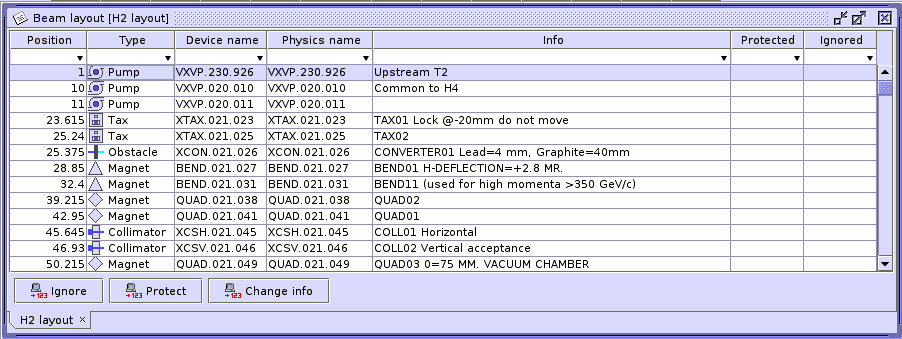 Beam layout [H2 layout]
Position Type Device name Physics name Info Protected Ignored
1 Pump VXVP.230.926 VXVP.230.926 Upstream T2
10 Pump VXVP.020.010 VXVP.020.010 Common to H4
11 Pump VXVP.020.011 VXVP.020.011
23.615 Tax XTAX.021.023 XTAX.021.023 TAX01 Lock @-20mm do not move
25.24 Tax XTAX.021.025 XTAX.021.025 TAX02
25.375 Obstacle XCON.021.026 XCON.021.026 CONVERTER01 Lead=4 mm, Graphite=40mm
28.85 Magnet BEND.021.027 BEND.021.027 BEND01 H-DEFLECTION=+2.8 MR.
32.4 Magnet BEND.021.031 BEND.021.031 BEND11 (used for high momenta >350 GeV/c)
39.215 Magnet QUAD.021.038 QUAD.021.038 QUAD02
42.95 Magnet QUAD.021.041 QUAD.021.041 QUAD01
45.645 Collimator XCSH.021.045 XCSH.021.045 COLL01 Horizontal
46.93 Collimator XCSV.021.046 XCSV.021.046 COLL02 Vertical acceptance
50.215 Magnet QUAD.021.049 QUAD.021.049 QUAD03 0=75 MM. VACUUM CHAMBER
123 Ignore 123 Protect 123 Change info
H2 layout ×